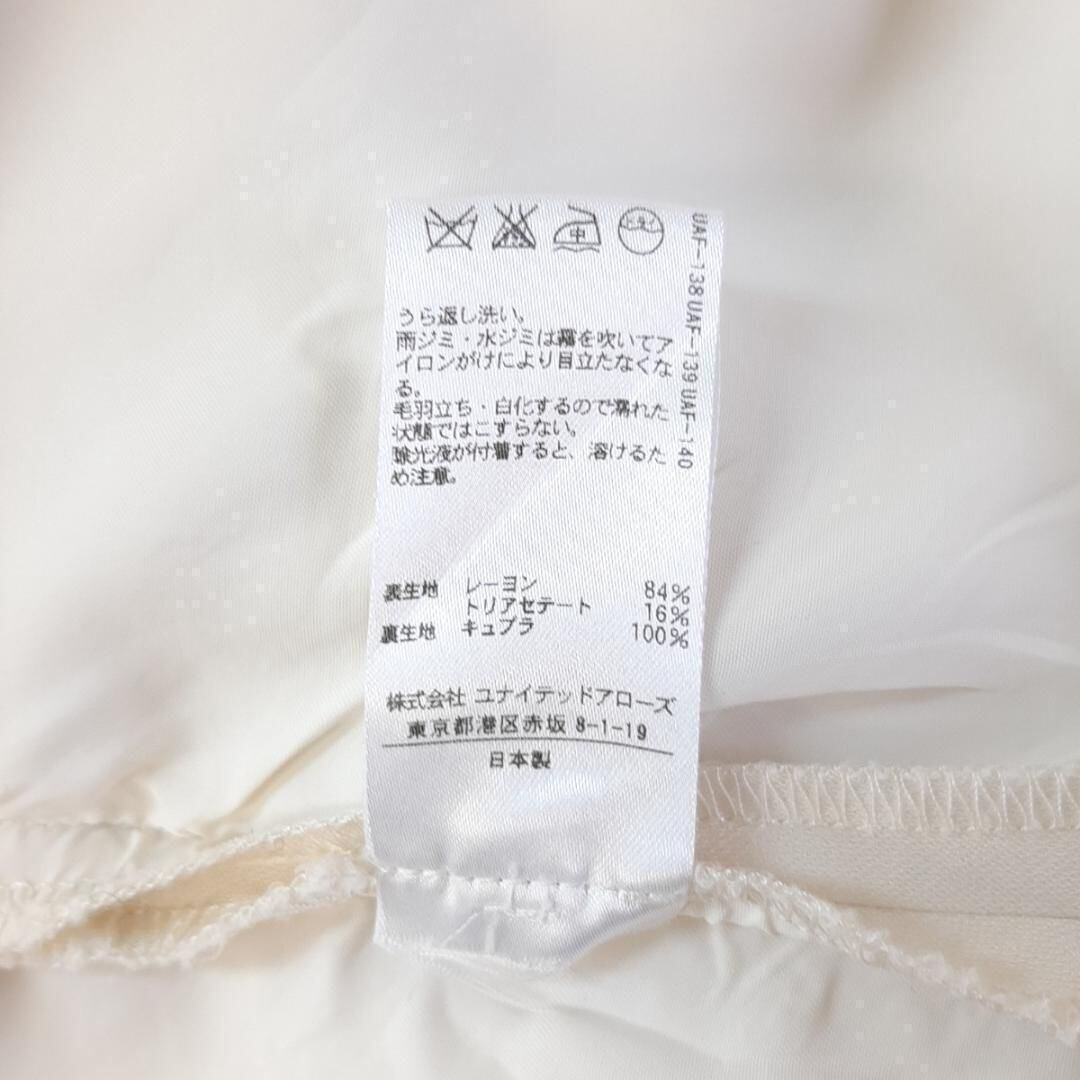 中
うら返し洗い。
雨ジミ・水ジミは霧を吹いてア
イロンがけにより目立たなくな
る。
毛羽立ち・白化するので濡れた
状態ではこすらない。
除光液が付着すると、溶けるた
め注意。
表生地 レーヨン 84%
トリアセテート 16%
裏生地 キュプラ 100%
株式会社 ユナイテッドアローズ
東京都港区赤坂 8-1-19
日本製
UAF-138 UAF-139 UAF-140